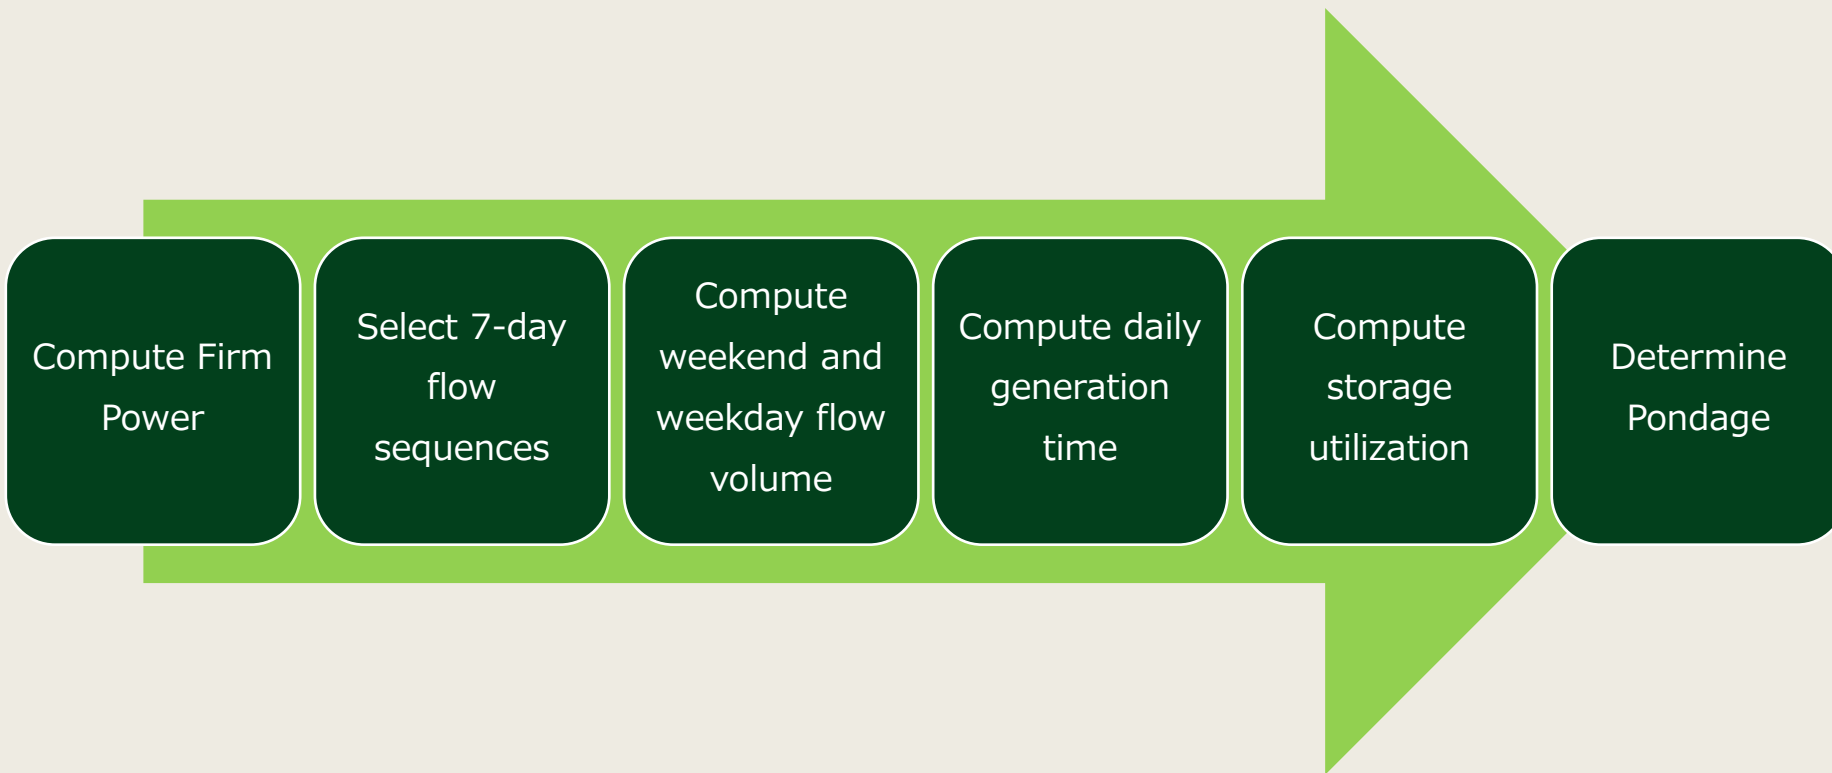 Compute Firm
Power
Select 7-day
flow
sequences
Compute
weekend and
weekday flow
volume
Compute daily
generation
time
Compute
storage
utilization
Determine
Pondage